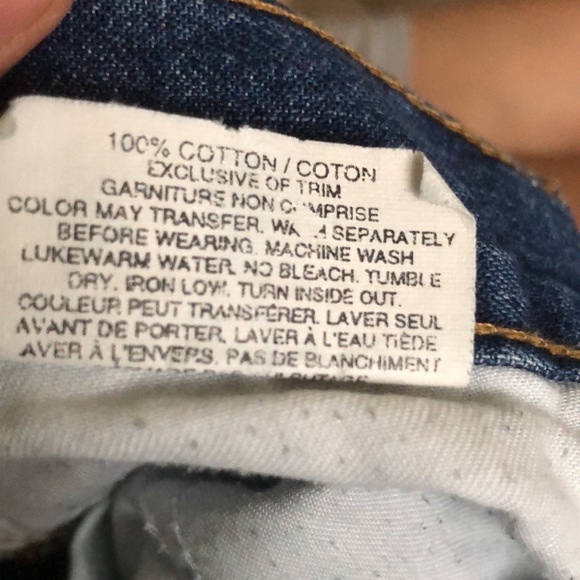 100% COTTON / COTON
EXCLUSIVE OF TRIM
GARNITURE NON COMPRISE
COLOR MAY TRANSFER. WASH SEPARATELY
BEFORE WEARING. MACHINE WASH
LUKEWARM WATER. NO BLEACH. TUMBLE
DRY. IRON LOW. TURN INSIDE OUT.
COULEUR PEUT TRANSFÉRER. LAVER SEUL
AVANT DE PORTER. LAVER À L'EAU TIÈDE
AVER À L'ENVERS. PAS DE BLANCHIMENT